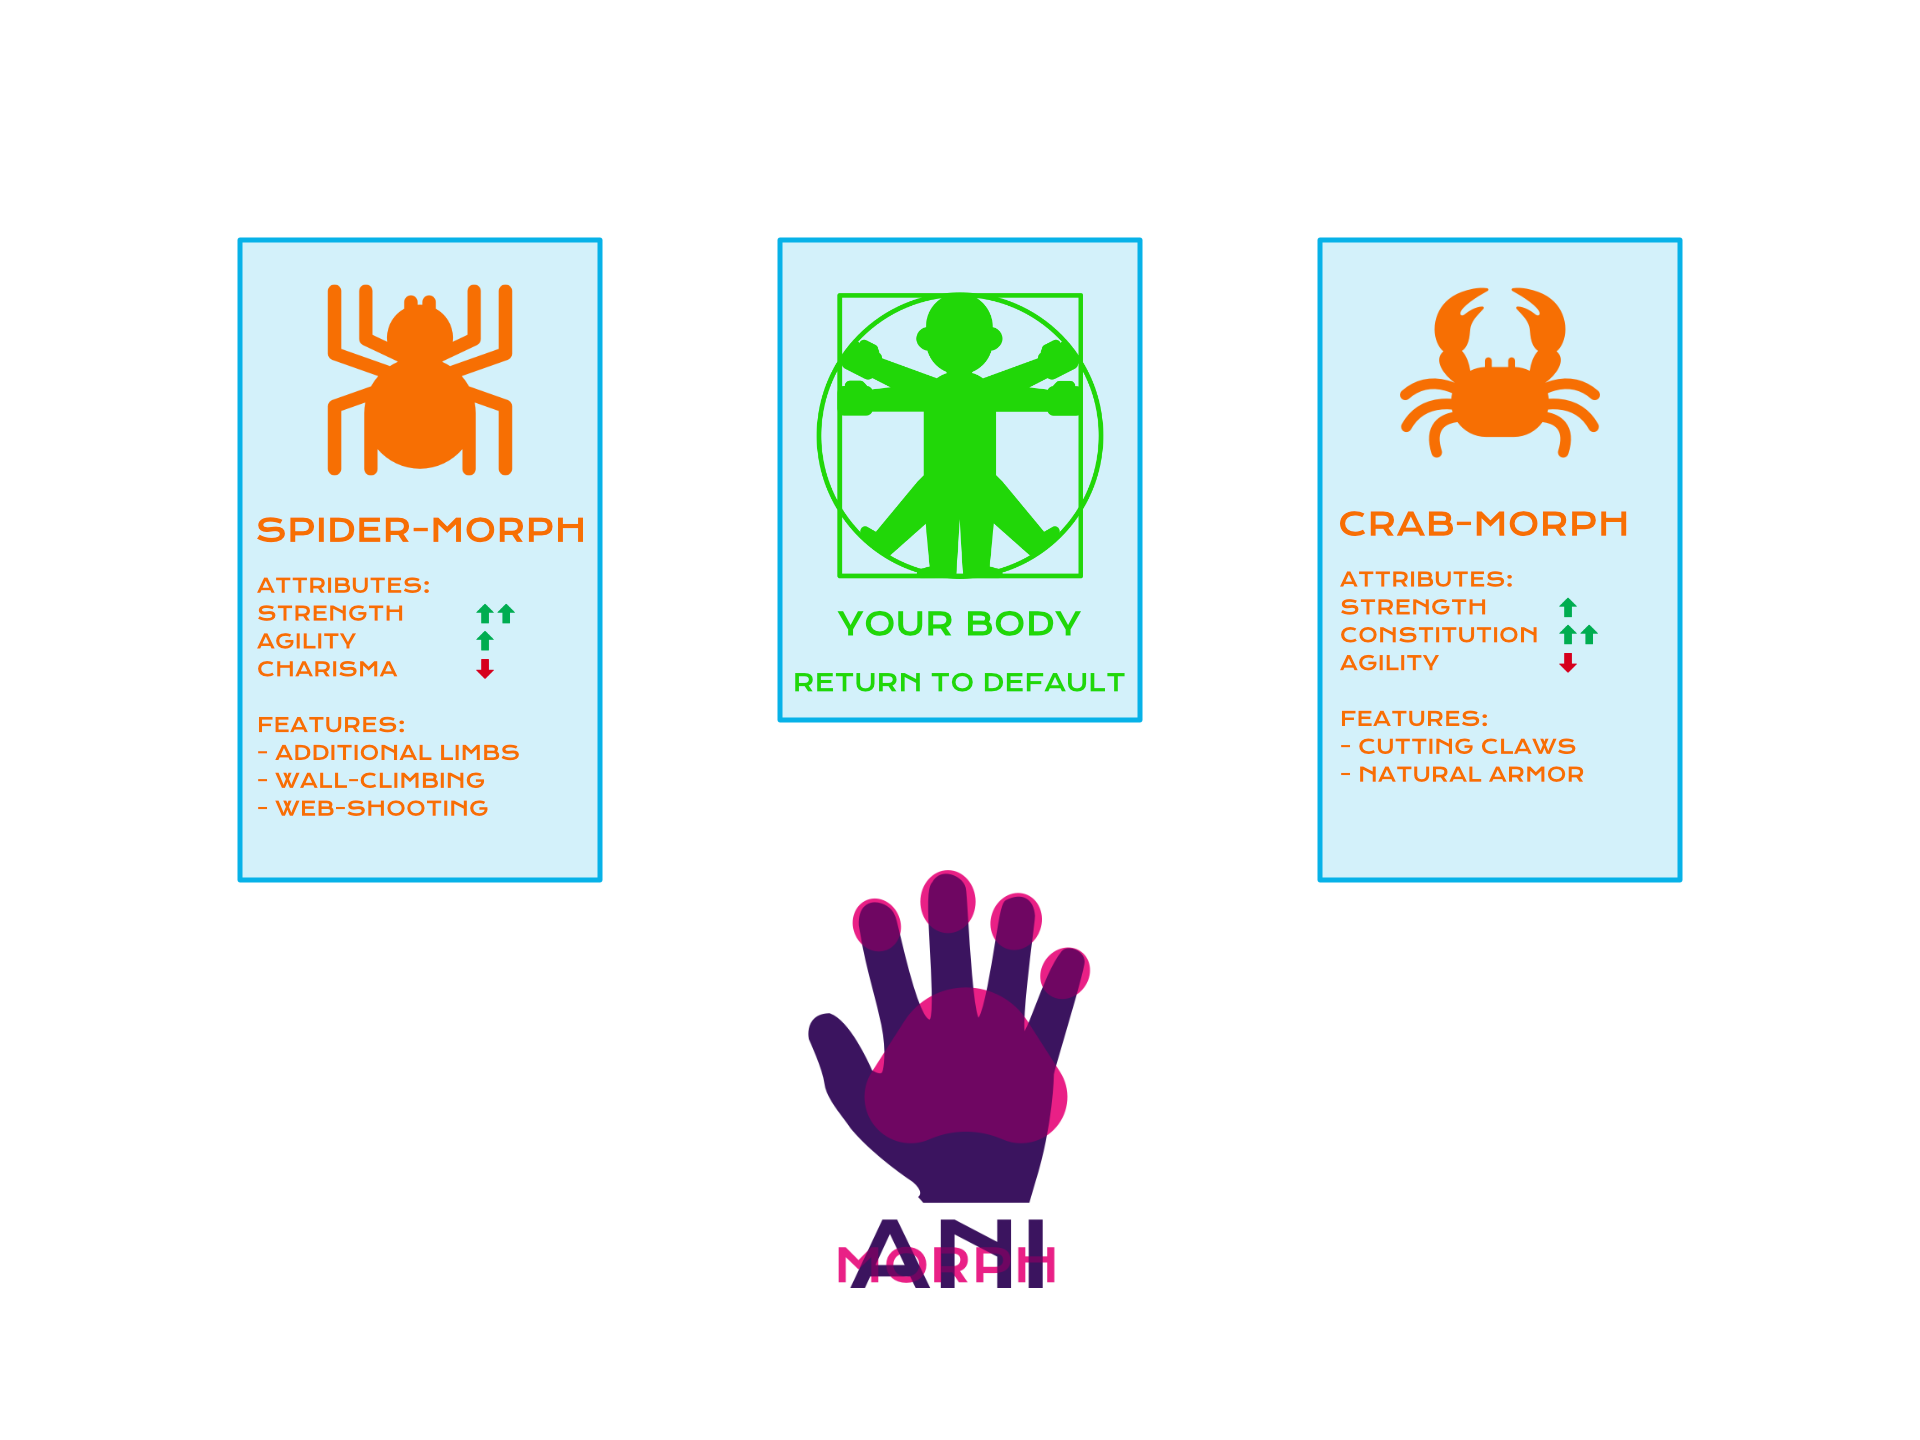 SPIDER-MORPH
ATTRIBUTES:
STRENGTH
AGILITY
CHARISMA
FEATURES:
- ADDITIONAL LIMBS
- WALL-CLIMBING
- WEB-SHOOTING
YOUR BODY
RETURN TO DEFAULT
CRAB-MORPH
ATTRIBUTES:
STRENGTH
CONSTITUTION
AGILITY
FEATURES:
- CUTTING CLAWS
- NATURAL ARMOR
ANI
MORPH